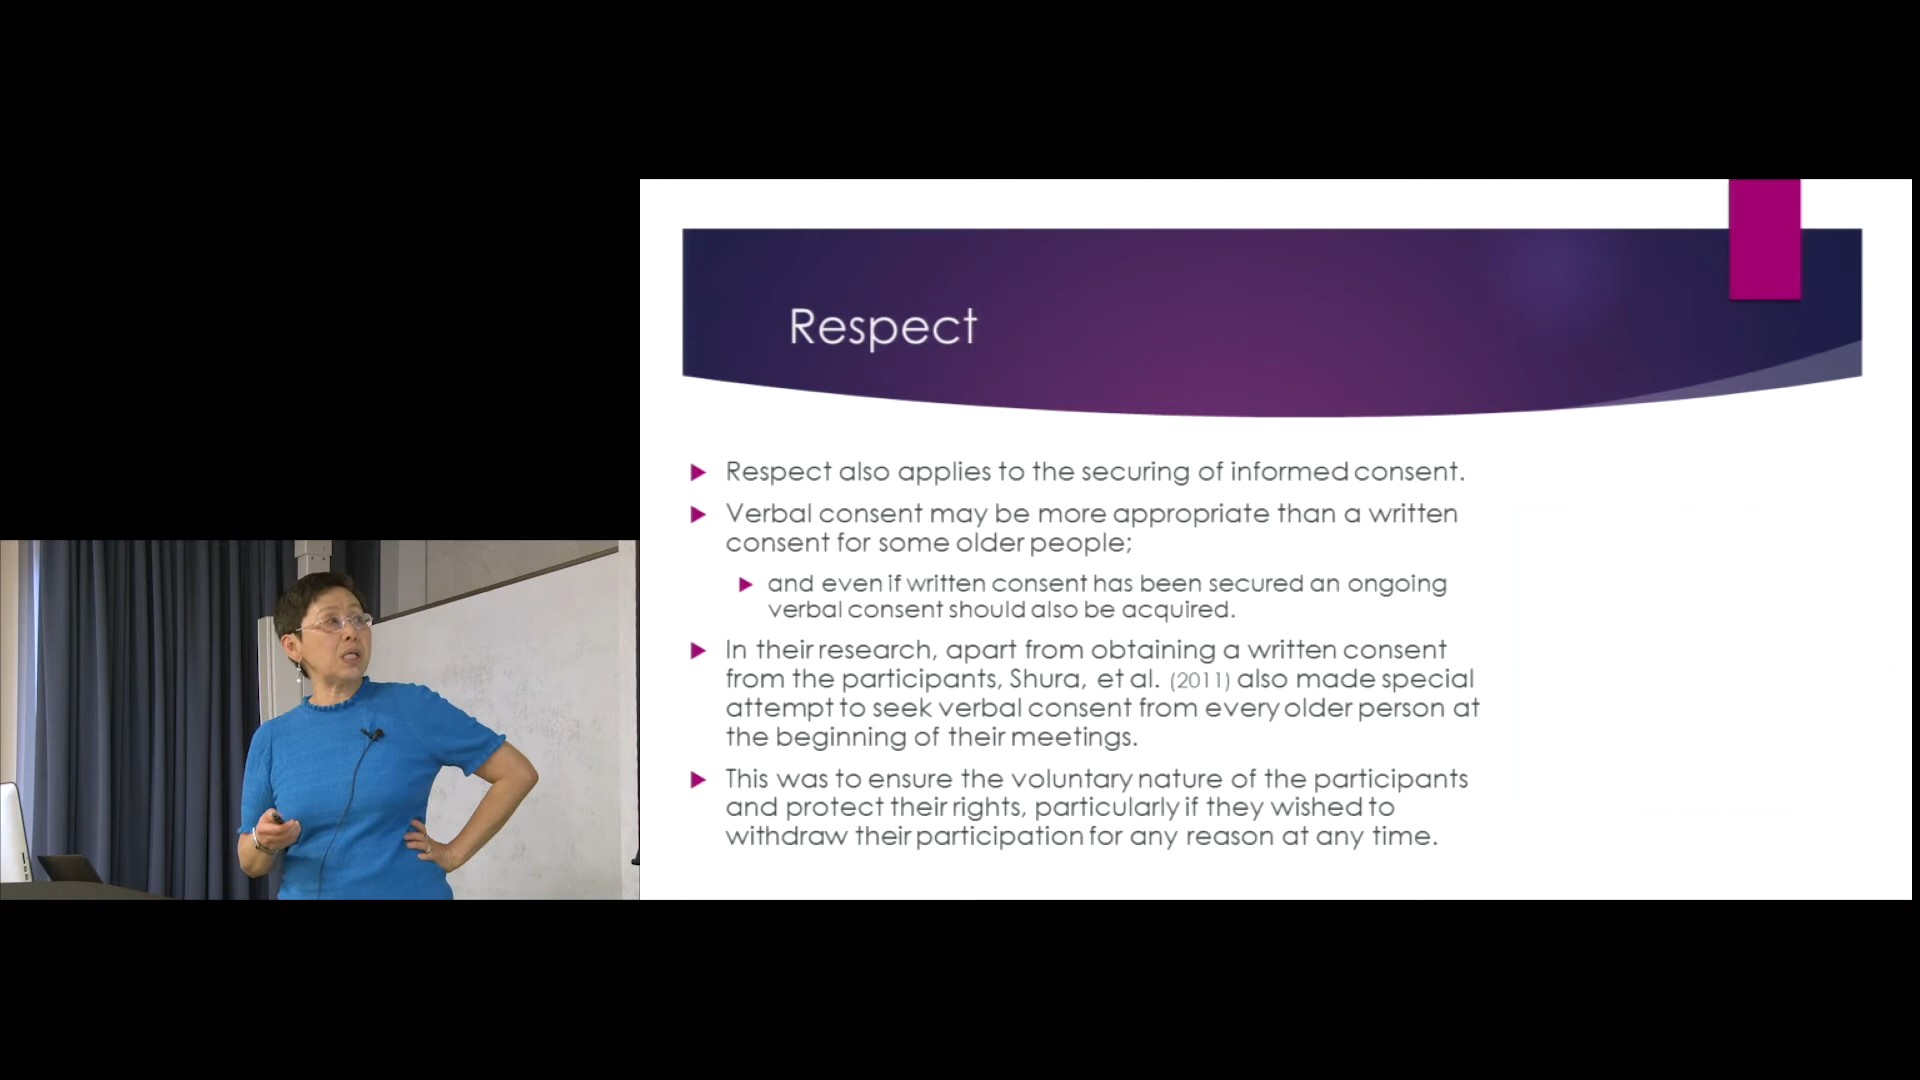 Respect
Respect also applies to the securing of informed consent.
Verbal consent may be more appropriate than a written
consent for some older people;
and even if written consent has been secured an ongoing
verbal consent should also be acquired.
In their research, apart from obtaining a written consent
from the participants, Shura, et al. (2011) also made special
attempt to seek verbal consent from every older person at
the beginning of their meetings.
This was to ensure the voluntary nature of the participants
and protect their rights, particularly if they wished to
withdraw their participation for any reason at any time.